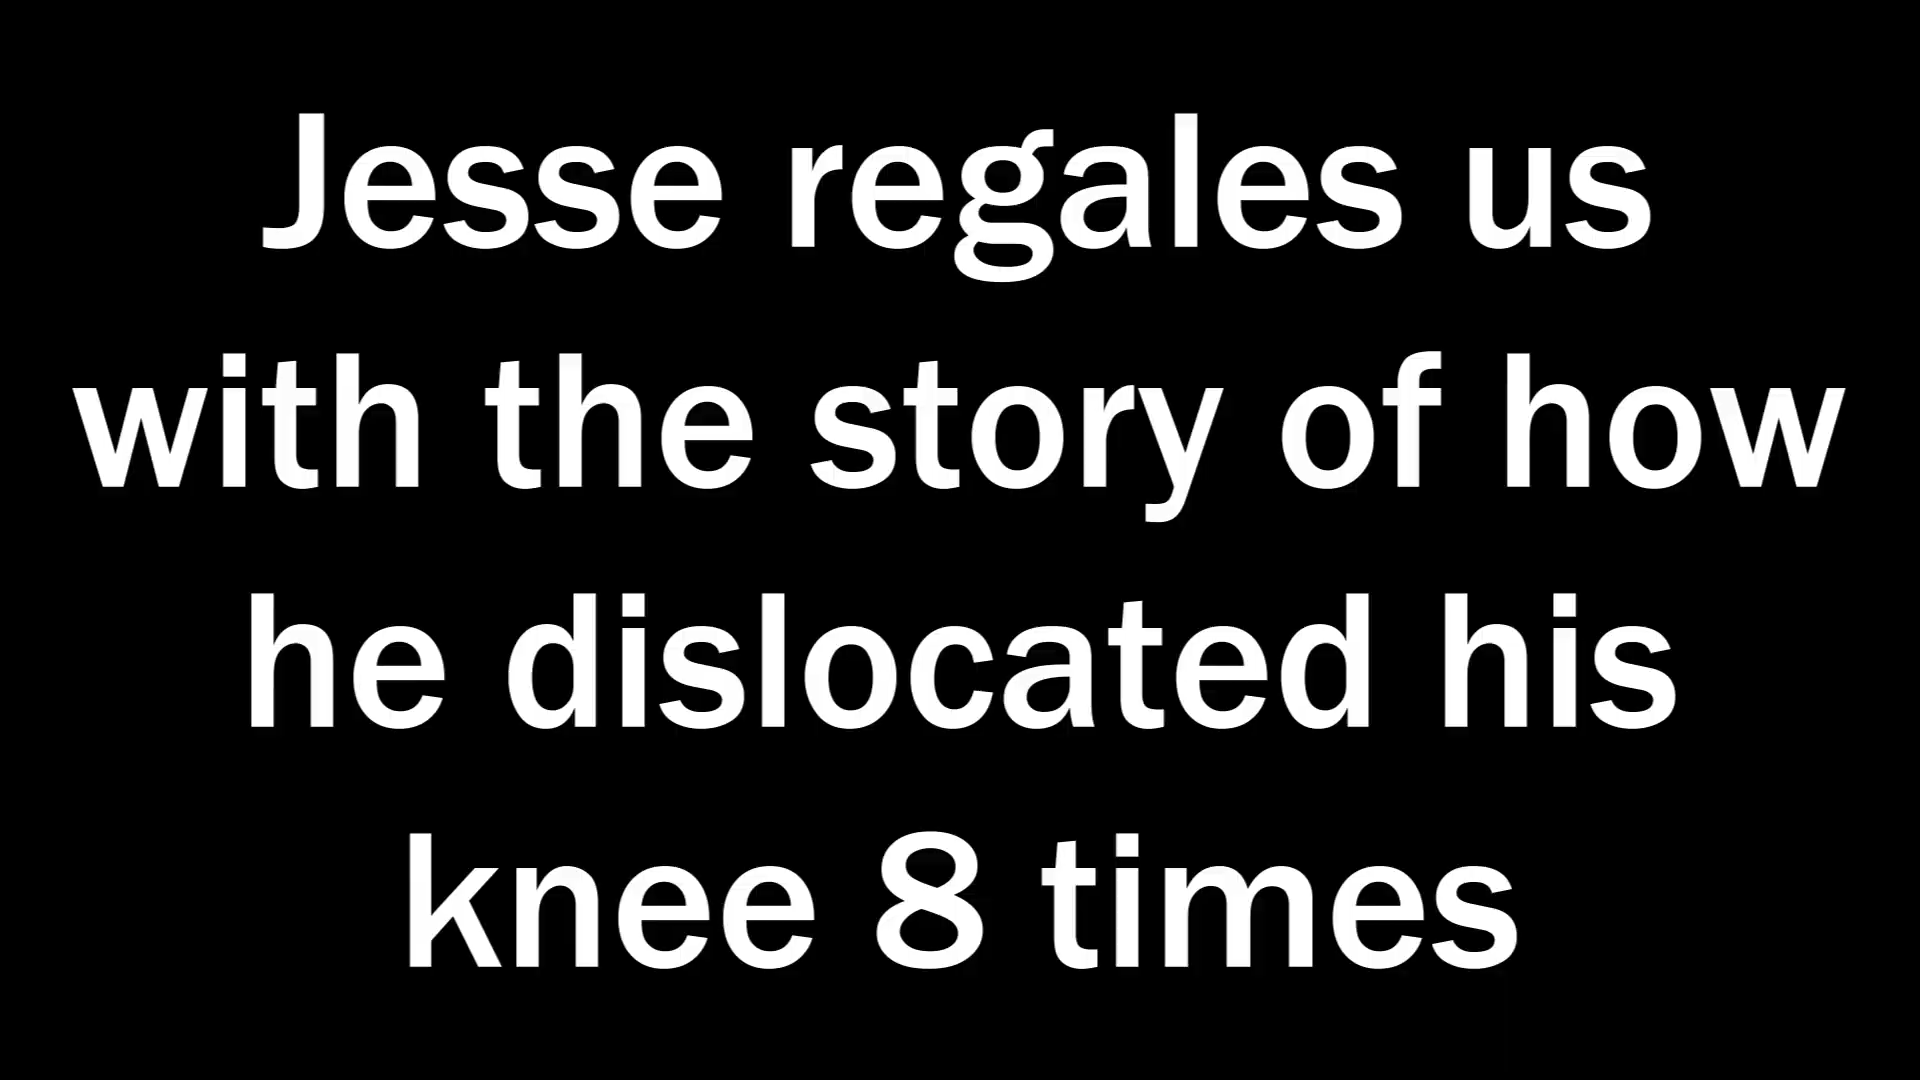 Jesse regales us
with the story of how
he dislocated his
knee 8 times